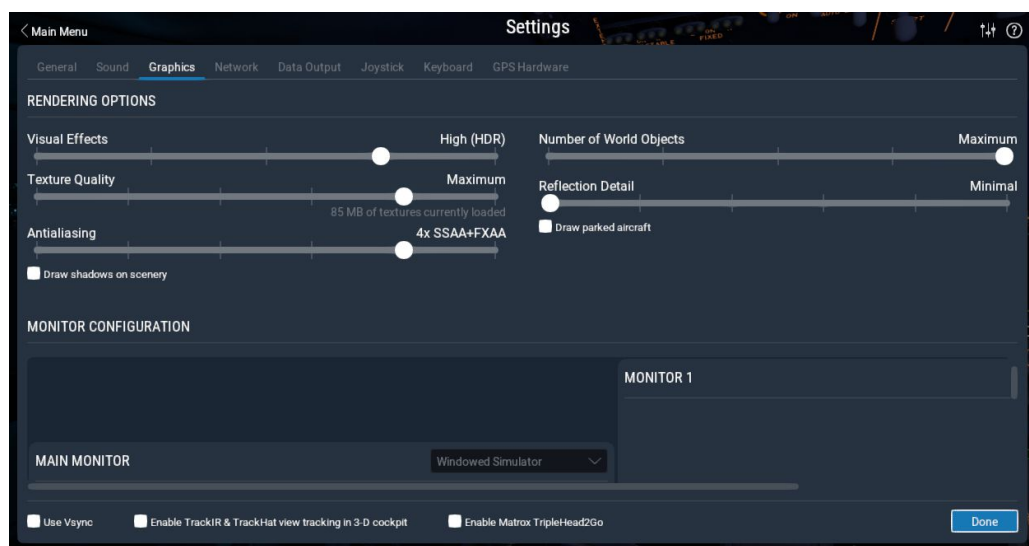 Main Menu
Settings
General Sound Graphics Network Data Output Joystick Keyboard GPS Hardware
RENDERING OPTIONS
Visual Effects High (HDR)
Number of World Objects Maximum
Texture Quality Maximum
85 MB of textures currently loaded
Reflection Detail Minimal
Draw parked aircraft
Antialiasing 4x SSAA+FXAA
Draw shadows on scenery
MONITOR CONFIGURATION
MONITOR 1
MAIN MONITOR Windowed Simulator
Use Vsync Enable TrackIR & TrackHat view tracking in 3-D cockpit Enable Matrox TripleHead2Go Done